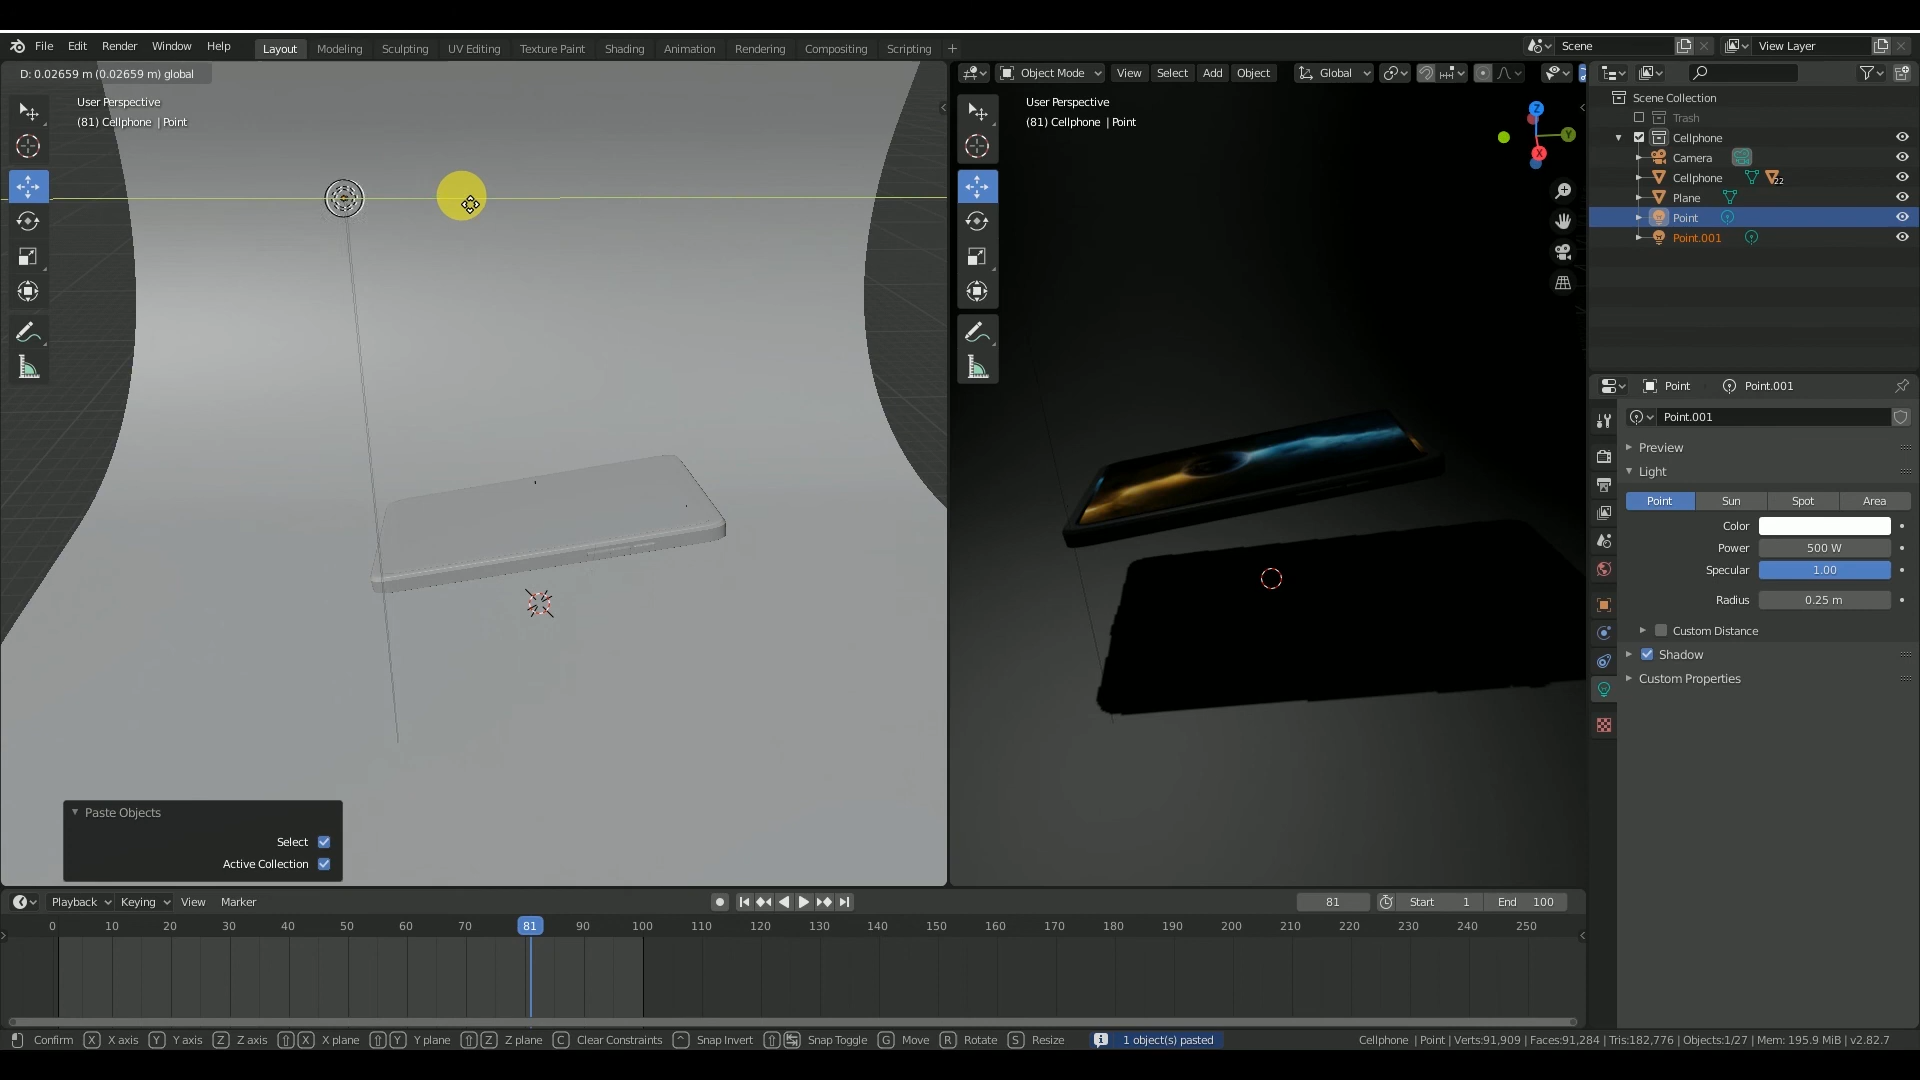 File Edit Render Window Help
Layout Modeling Sculpting UV Editing Texture Paint Shading Animation Rendering Compositing Scripting +
Scene
View Layer
D: 0.02659 m (0.02659 m) global
Object Mode View Select Add Object Global
User Perspective
(81) Cellphone | Point
User Perspective
(81) Cellphone | Point
Z
Y
X
Scene Collection
Trash
Cellphone
Camera
Cellphone 22
Plane
Point
Point.001
Point Point.001
Point.001
Preview
Light
Point Sun Spot Area
Color
Power 500 W
Specular 1.00
Radius 0.25 m
Custom Distance
Shadow
Custom Properties
Paste Objects
Select
Active Collection
Playback Keying View Marker
81 Start 1 End 100
0 10 20 30 40 50 60 70 81 90 100 110 120 130 140 150 160 170 180 190 200 210 220 230 240 250
Confirm X X axis Y Y axis Z Z axis X X plane Y Y plane Z Z plane C Clear Constraints ^ Snap Invert Snap Toggle G Move R Rotate S Resize 1 object(s) pasted
Cellphone | Point | Verts:91,909 | Faces:91,284 | Tris:182,776 | Objects:1/27 | Mem: 195.9 MiB | v2.82.7